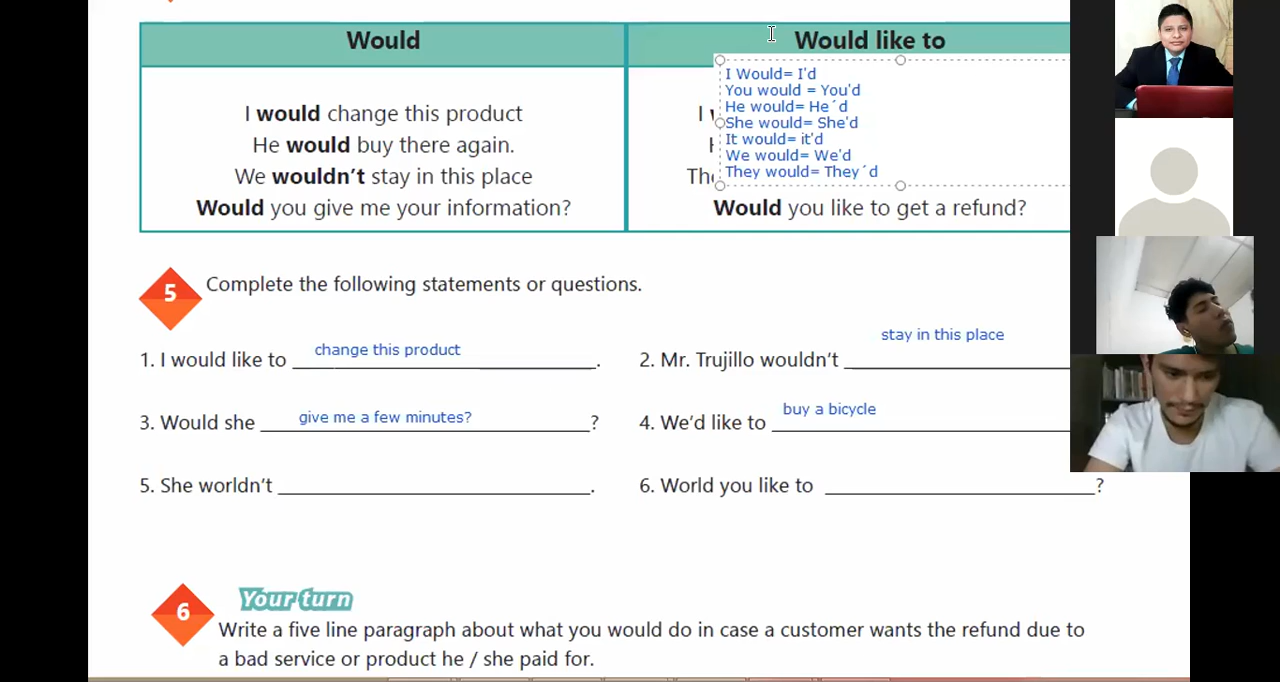 Would
Would like to
I would change this product
He would buy there again.
We wouldn't stay in this place
Would you give me your information?
I
I Would= I'd
You would = You'd
He would= He´d
She would= She'd
It would= it'd
We would= We'd
They would= They´d
Would you like to get a refund?
5
Complete the following statements or questions.
1. I would like to change this product.
2. Mr. Trujillo wouldn't stay in this place
3. Would she give me a few minutes? ?
4. We'd like to buy a bicycle
5. She worldn't ____.
6. World you like to ____?
6
Your turn
Write a five line paragraph about what you would do in case a customer wants the refund due to
a bad service or product he / she paid for.